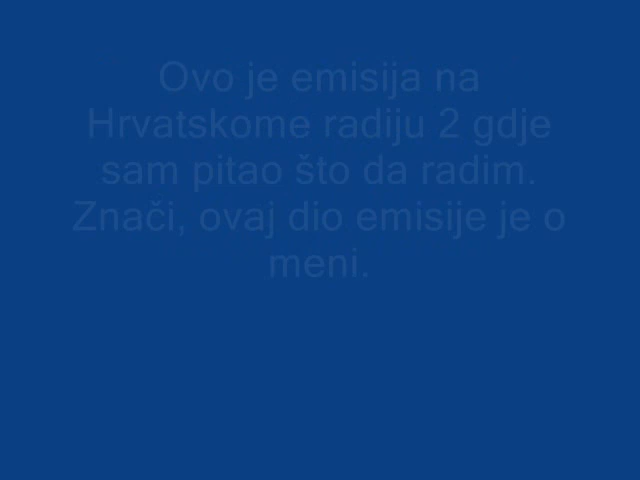 Ovo je emisija na
Hrvatskome radiju 2 gdje
sam pitao što da radim.
Znači, ovaj dio emisije je o
meni.